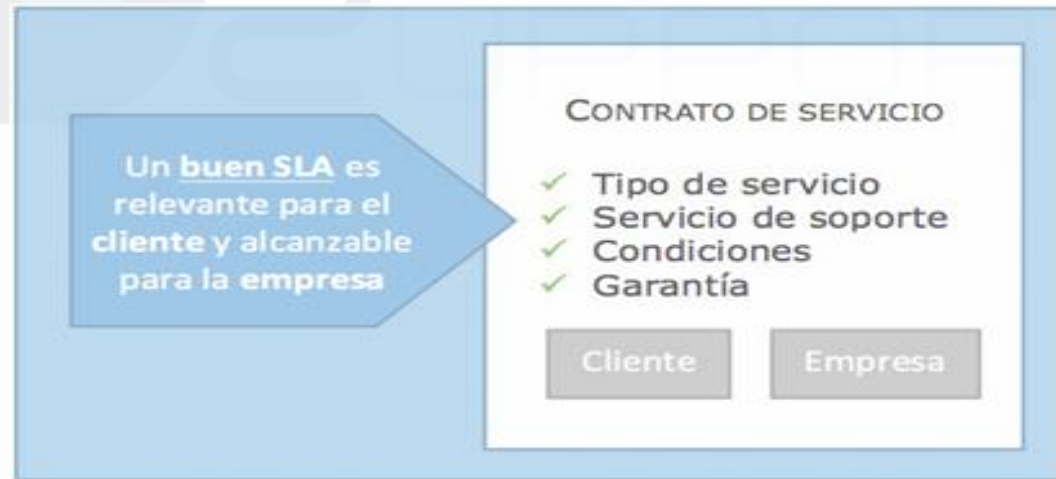 Un buen SLA es
relevante para el
cliente y alcanzable
para la empresa
CONTRATO DE SERVICIO
✓ Tipo de servicio
✓ Servicio de soporte
✓ Condiciones
✓ Garantía
Cliente
Empresa